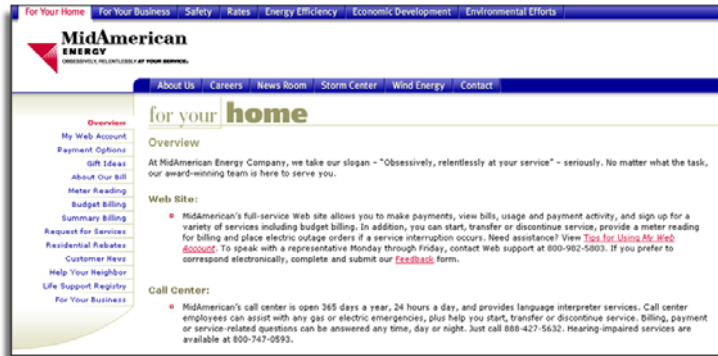 For Your Home For Your Business Safety Rates Energy Efficiency Economic Development Environmental Efforts
MidAmerican
ENERGY
OBSESSIVELY, RELENTLESSLY AT YOUR SERVICE.
About Us Careers News Room Storm Center Wind Energy Contact
for your home
Overview
My Web Account
Payment Options
Gift Ideas
About Our Bill
Meter Reading
Budget Billing
Summary Billing
Request for Services
Residential Rebates
Customer News
Help Your Neighbor
Life Support Registry
For Your Business
Overview
At MidAmerican Energy Company, we take our slogan – "Obsessively, relentlessly at your service" – seriously. No matter what the task,
our award-winning team is here to serve you.
Web Site:
MidAmerican's full-service Web site allows you to make payments, view bills, usage and payment activity, and sign up for a
variety of services including budget billing. In addition, you can start, transfer or discontinue service, provide a meter reading
for billing and place electric outage orders if a service interruption occurs. Need assistance? View Tips for Using My Web
Account. To speak with a representative Monday through Friday, contact Web support at 800-982-5803. If you prefer to
correspond electronically, complete and submit our Feedback form.
Call Center:
MidAmerican's call center is open 365 days a year, 24 hours a day, and provides language interpreter services. Call center
employees can assist with any gas or electric emergencies, plus help you start, transfer or discontinue service. Billing, payment
or service-related questions can be answered any time, day or night. Just call 888-427-5632. Hearing-impaired services are
available at 800-747-0593.